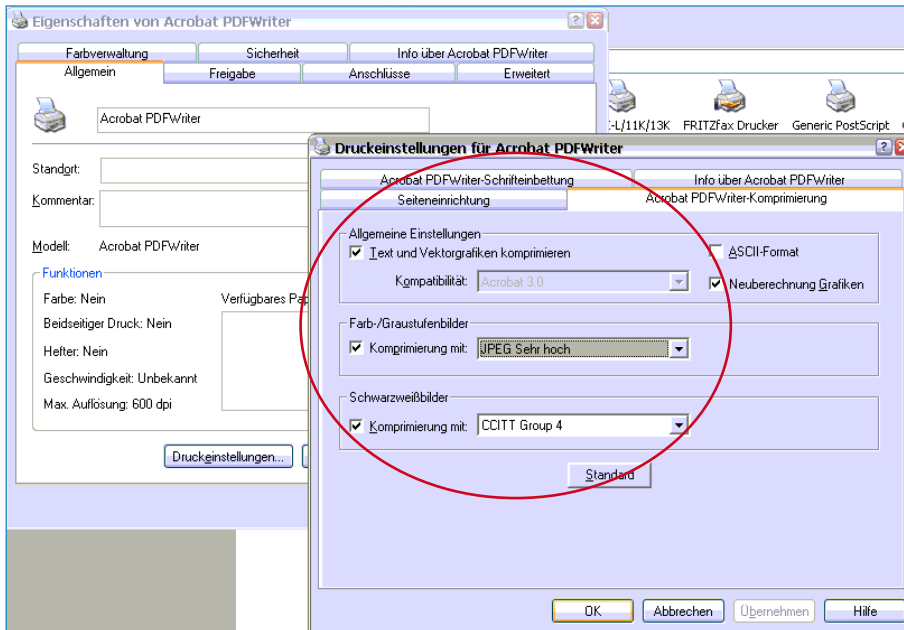 Eigenschaften von Acrobat PDFWriter
Farbverwaltung Sicherheit Info über Acrobat PDFWriter
Allgemein Freigabe Anschlüsse Erweitert
Acrobat PDFWriter
Standort:
Kommentar:
Modell: Acrobat PDFWriter
Funktionen
Farbe: Nein Verfügbares
Beidseitiger Druck: Nein
Hefter: Nein
Geschwindigkeit: Unbekannt
Max. Auflösung: 600 dpi
Druckeinstellungen...
-L/11K/13K FRITZfax Drucker Generic PostScript
Druckeinstellungen für Acrobat PDFWriter
Acrobat PDFWriter-Schrifteinbettung Info über Acrobat PDFWriter
Seiteneinrichtung Acrobat PDFWriter-Komprimierung
Allgemeine Einstellungen
Text und Vektorgrafiken komprimieren ASCII-Format
Kompatibilität: Acrobat 3.0 Neuberechnung Grafiken
Farb-/Graustufenbilder
Komprimierung mit: JPEG Sehr hoch
Schwarzweißbilder
Komprimierung mit: CCITT Group 4
Standard
OK Abbrechen Übernehmen Hilfe